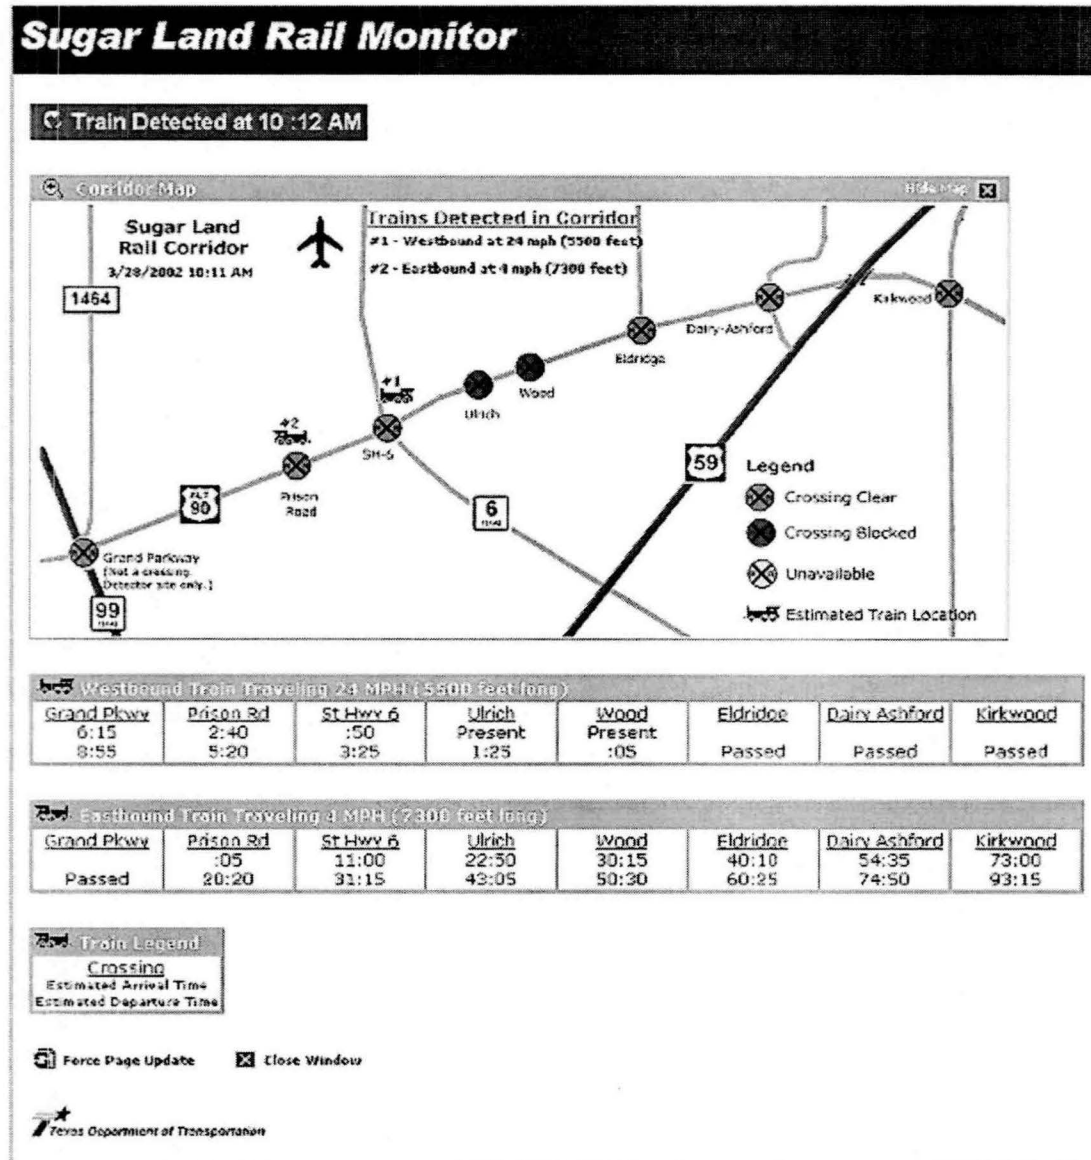 Sugar Land Rail Monitor
Train Detected at 10 :12 AM
Corridor Map
Hide Map
Sugar Land
Rail Corridor
3/28/2002 10:11 AM
Trains Detected in Corridor
#1 - Westbound at 24 mph (5500 feet)
#2 - Eastbound at 4 mph (7300 feet)
1464
Kirkwood
Dairy-Ashford
Eldridge
Wood
Ulrich
#1
SH-6
#2
Prison
Road
ALT
90
6
59
Grand Parkway
(Not a crossing.
Detector site only.)
99
Legend
Crossing Clear
Crossing Blocked
Unavailable
Estimated Train Location
Westbound Train Traveling 24 MPH (5500 feet long)
Grand Pkwy Prison Rd St Hwy 6 Ulrich Wood Eldridge Dairy Ashford Kirkwood
6:15 2:40 :50 Present Present
8:55 5:20 3:25 1:25 :05 Passed Passed Passed
Eastbound Train Traveling 4 MPH (7300 feet long)
Grand Pkwy Prison Rd St Hwy 6 Ulrich Wood Eldridge Dairy Ashford Kirkwood
:05 11:00 22:50 30:15 40:10 54:35 73:00
Passed 20:20 31:15 43:05 50:30 60:25 74:50 93:15
Train Legend
Crossing
Estimated Arrival Time
Estimated Departure Time
Force Page Update Close Window
Texas Department of Transportation